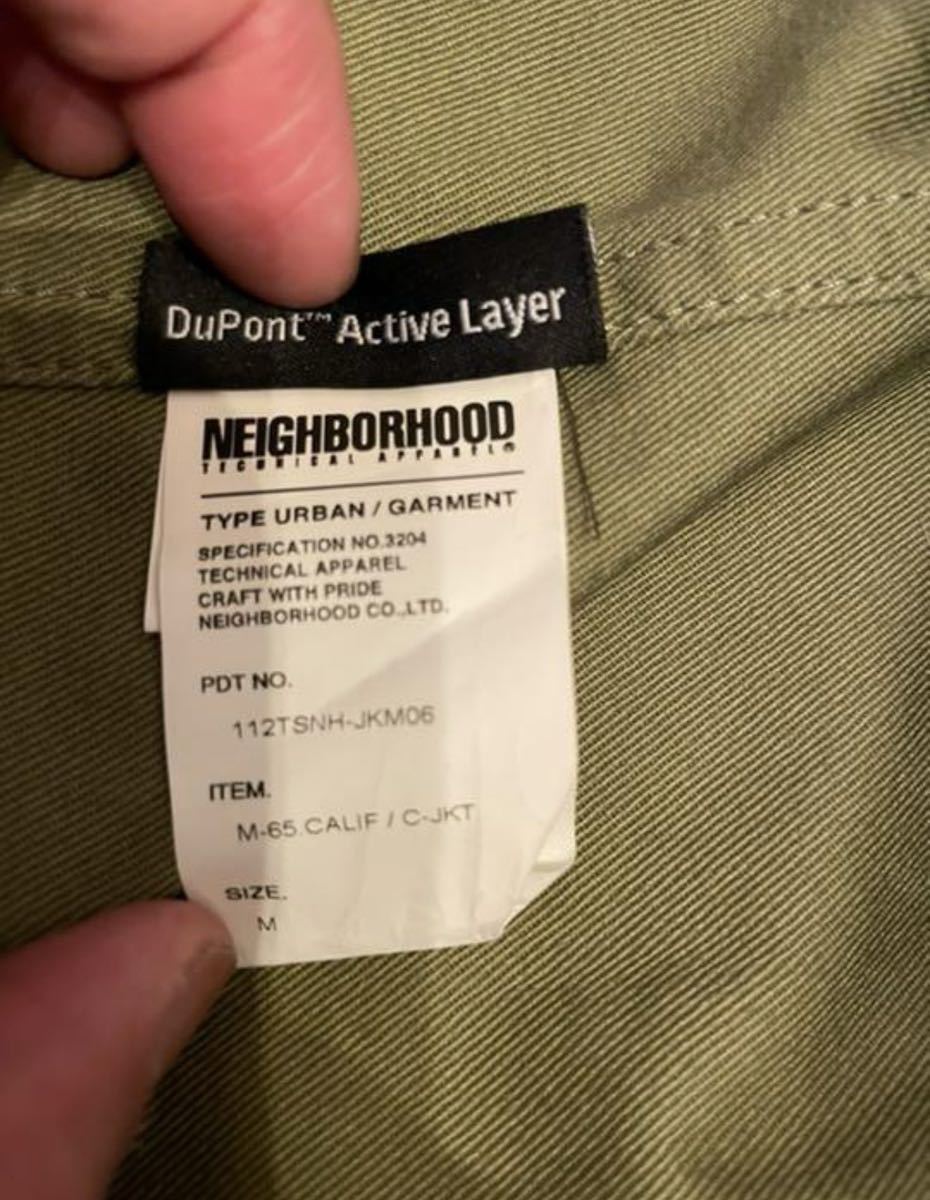 DuPont™ Active Layer
NEIGHBORHOOD
TECHNICAL APPAREL®
TYPE URBAN / GARMENT
SPECIFICATION NO.3204
TECHNICAL APPAREL
CRAFT WITH PRIDE
NEIGHBORHOOD CO.,LTD.
PDT NO.
112TSNH-JKM06
ITEM.
M-65.CALIF / C-JKT
SIZE.
M